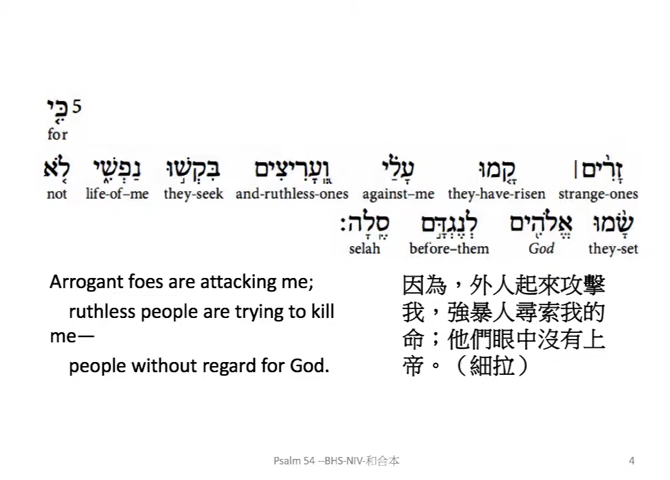 5 כִּ֤י
for
זָרִ֨ים׀ קָ֤מוּ עָלַ֗י וְֽעָרִיצִים בִּקְשׁ֣וּ נַפְשִׁ֑י לֹ֤א
not life-of–me they-seek and-ruthless-ones against–me they-have-risen strange-ones
שָׂ֨מוּ אֱלֹהִ֖ים לְנֶגְדָּ֣ם סֶֽלָה׃
selah before–them God they-set
Arrogant foes are attacking me;
ruthless people are trying to kill
me—
people without regard for God.
因為，外人起來攻擊
我，強暴人尋索我的
命；他們眼中沒有上
帝。（細拉）
Psalm 54 --BHS-NIV-和合本
4